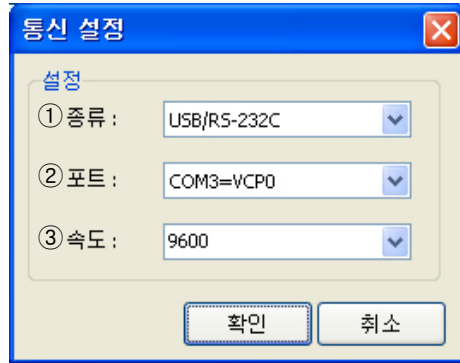 통신 설정
설정
①종류 : USB/RS-232C
②포트 : COM3=VCP0
③속도 : 9600
확인 취소